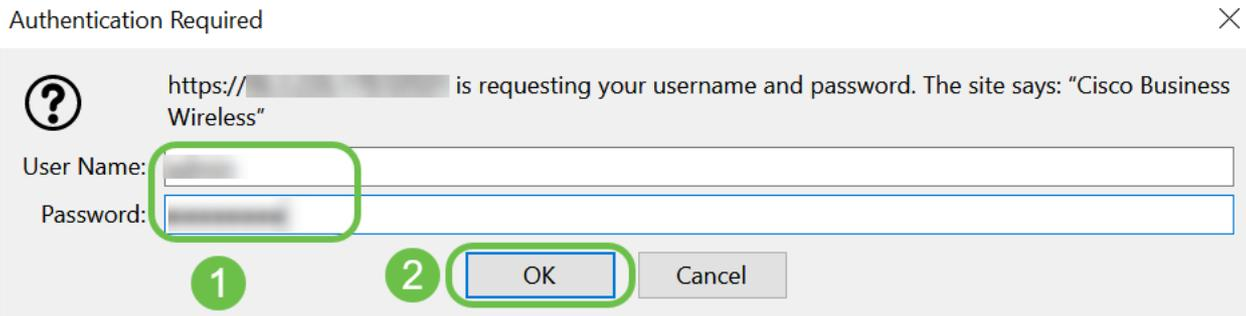 Authentication Required
https:// is requesting your username and password. The site says: “Cisco Business
Wireless”
User Name:
Password:
1
2
OK
Cancel